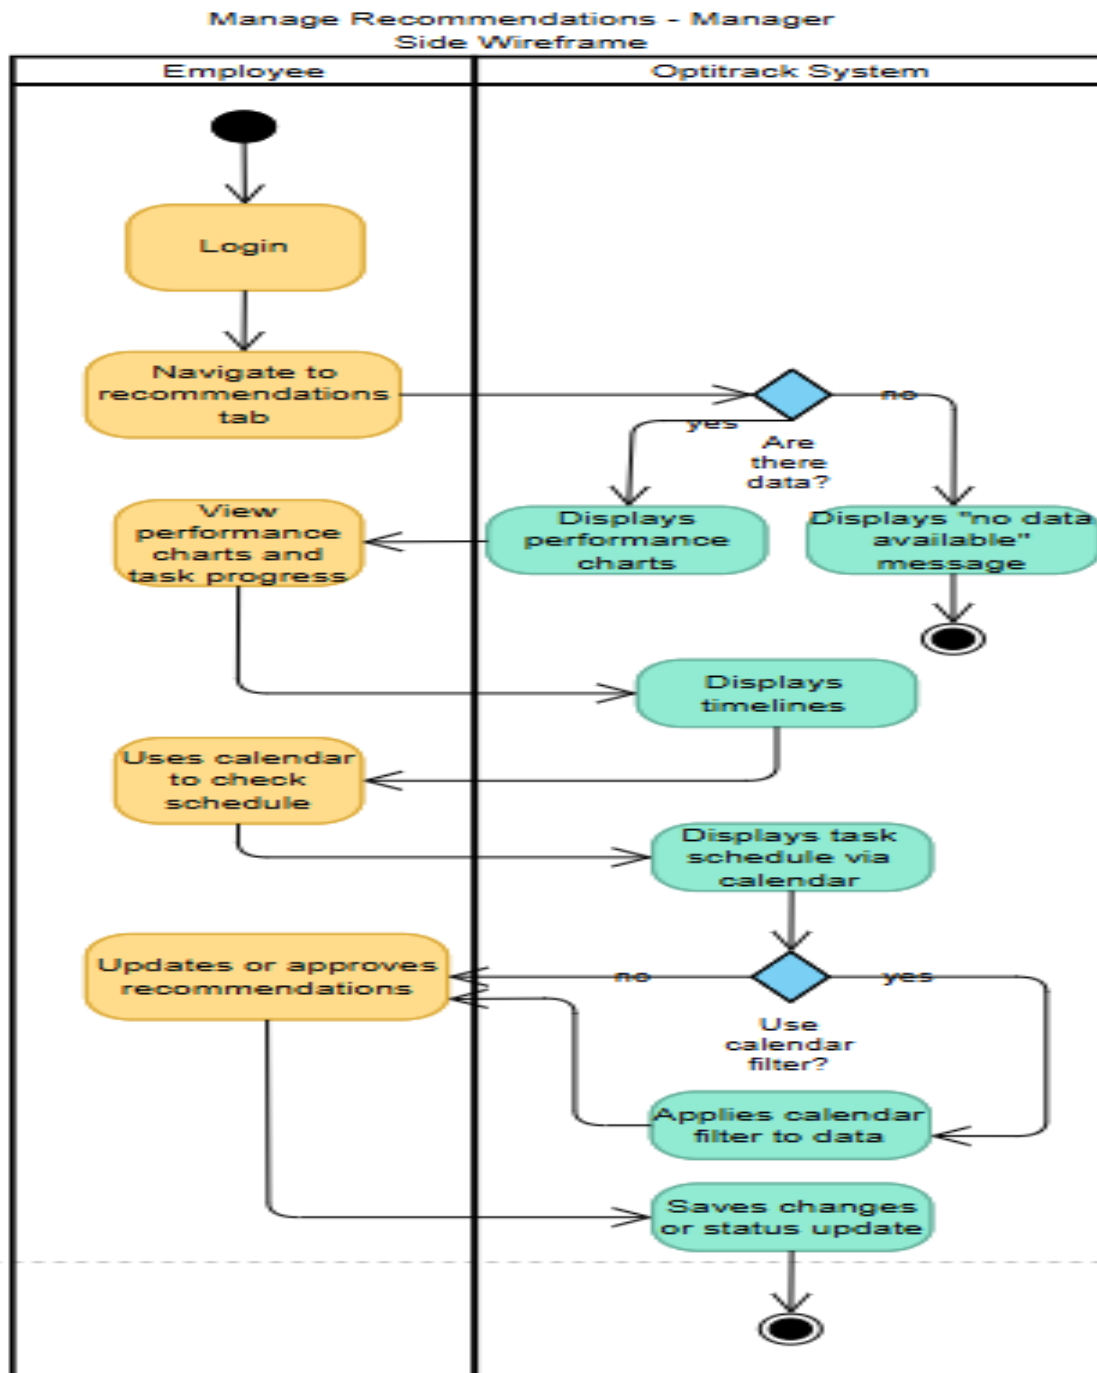 Manage Recommendations - Manager
Side Wireframe
Employee
Optitrack System
Login
Navigate to
recommendations
tab
no
yes
Are
there
data?
View
performance
charts and
task progress
Displays
performance
charts
Displays "no data
available"
message
Displays
timelines
Uses calendar
to check
schedule
Displays task
schedule via
calendar
Updates or approves
recommendations
no
yes
Use
calendar
filter?
Applies calendar
filter to data
Saves changes
or status update